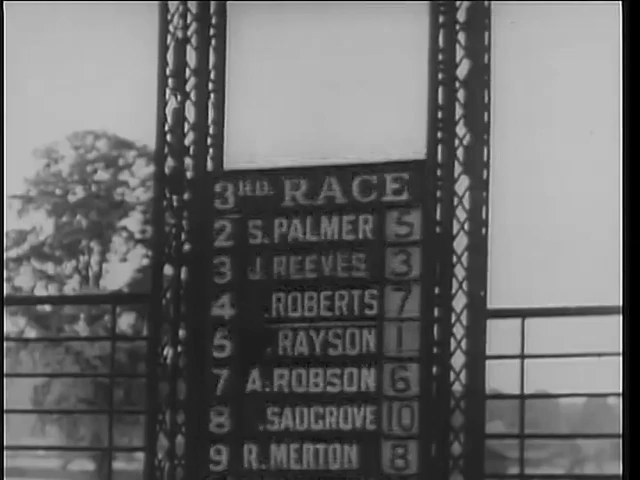 3RD. RACE
2 S. PALMER 5
3 J. REEVES 3
4 . ROBERTS 7
5 . RAYSON 1
7 A. ROBSON 6
8 . SADGROVE 10
9 R. MERTON 8